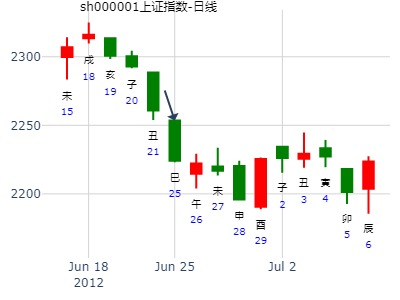 sh000001上证指数-日线
2300
2250
2200
未
15
戌
18
亥
19
子
20
丑
21
巳
25
午
26
未
27
申
28
酉
29
子
2
丑
3
寅
4
卯
5
辰
6
Jun 18
2012
Jun 25
Jul 2